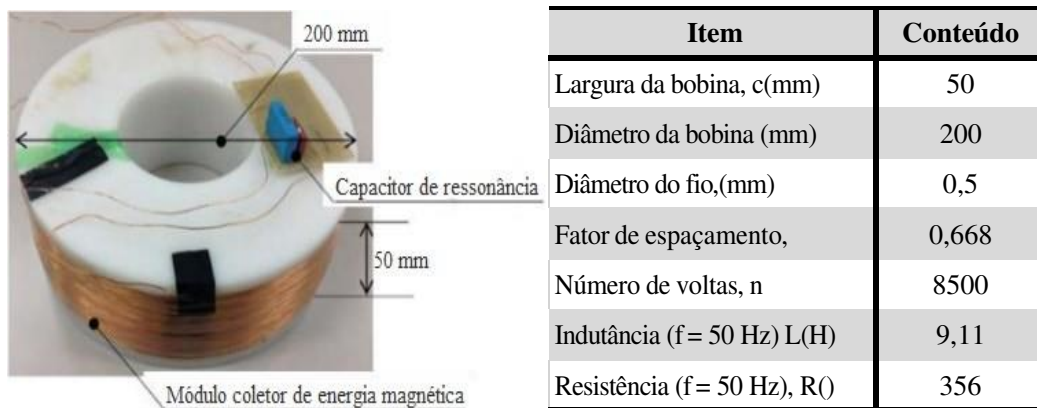 200 mm
Capacitor de ressonância
50 mm
Módulo coletor de energia magnética
Item Conteúdo
Largura da bobina, c(mm) 50
Diâmetro da bobina (mm) 200
Diâmetro do fio,(mm) 0,5
Fator de espaçamento, 0,668
Número de voltas, n 8500
Indutância (f = 50 Hz) L(H) 9,11
Resistência (f = 50 Hz), R() 356